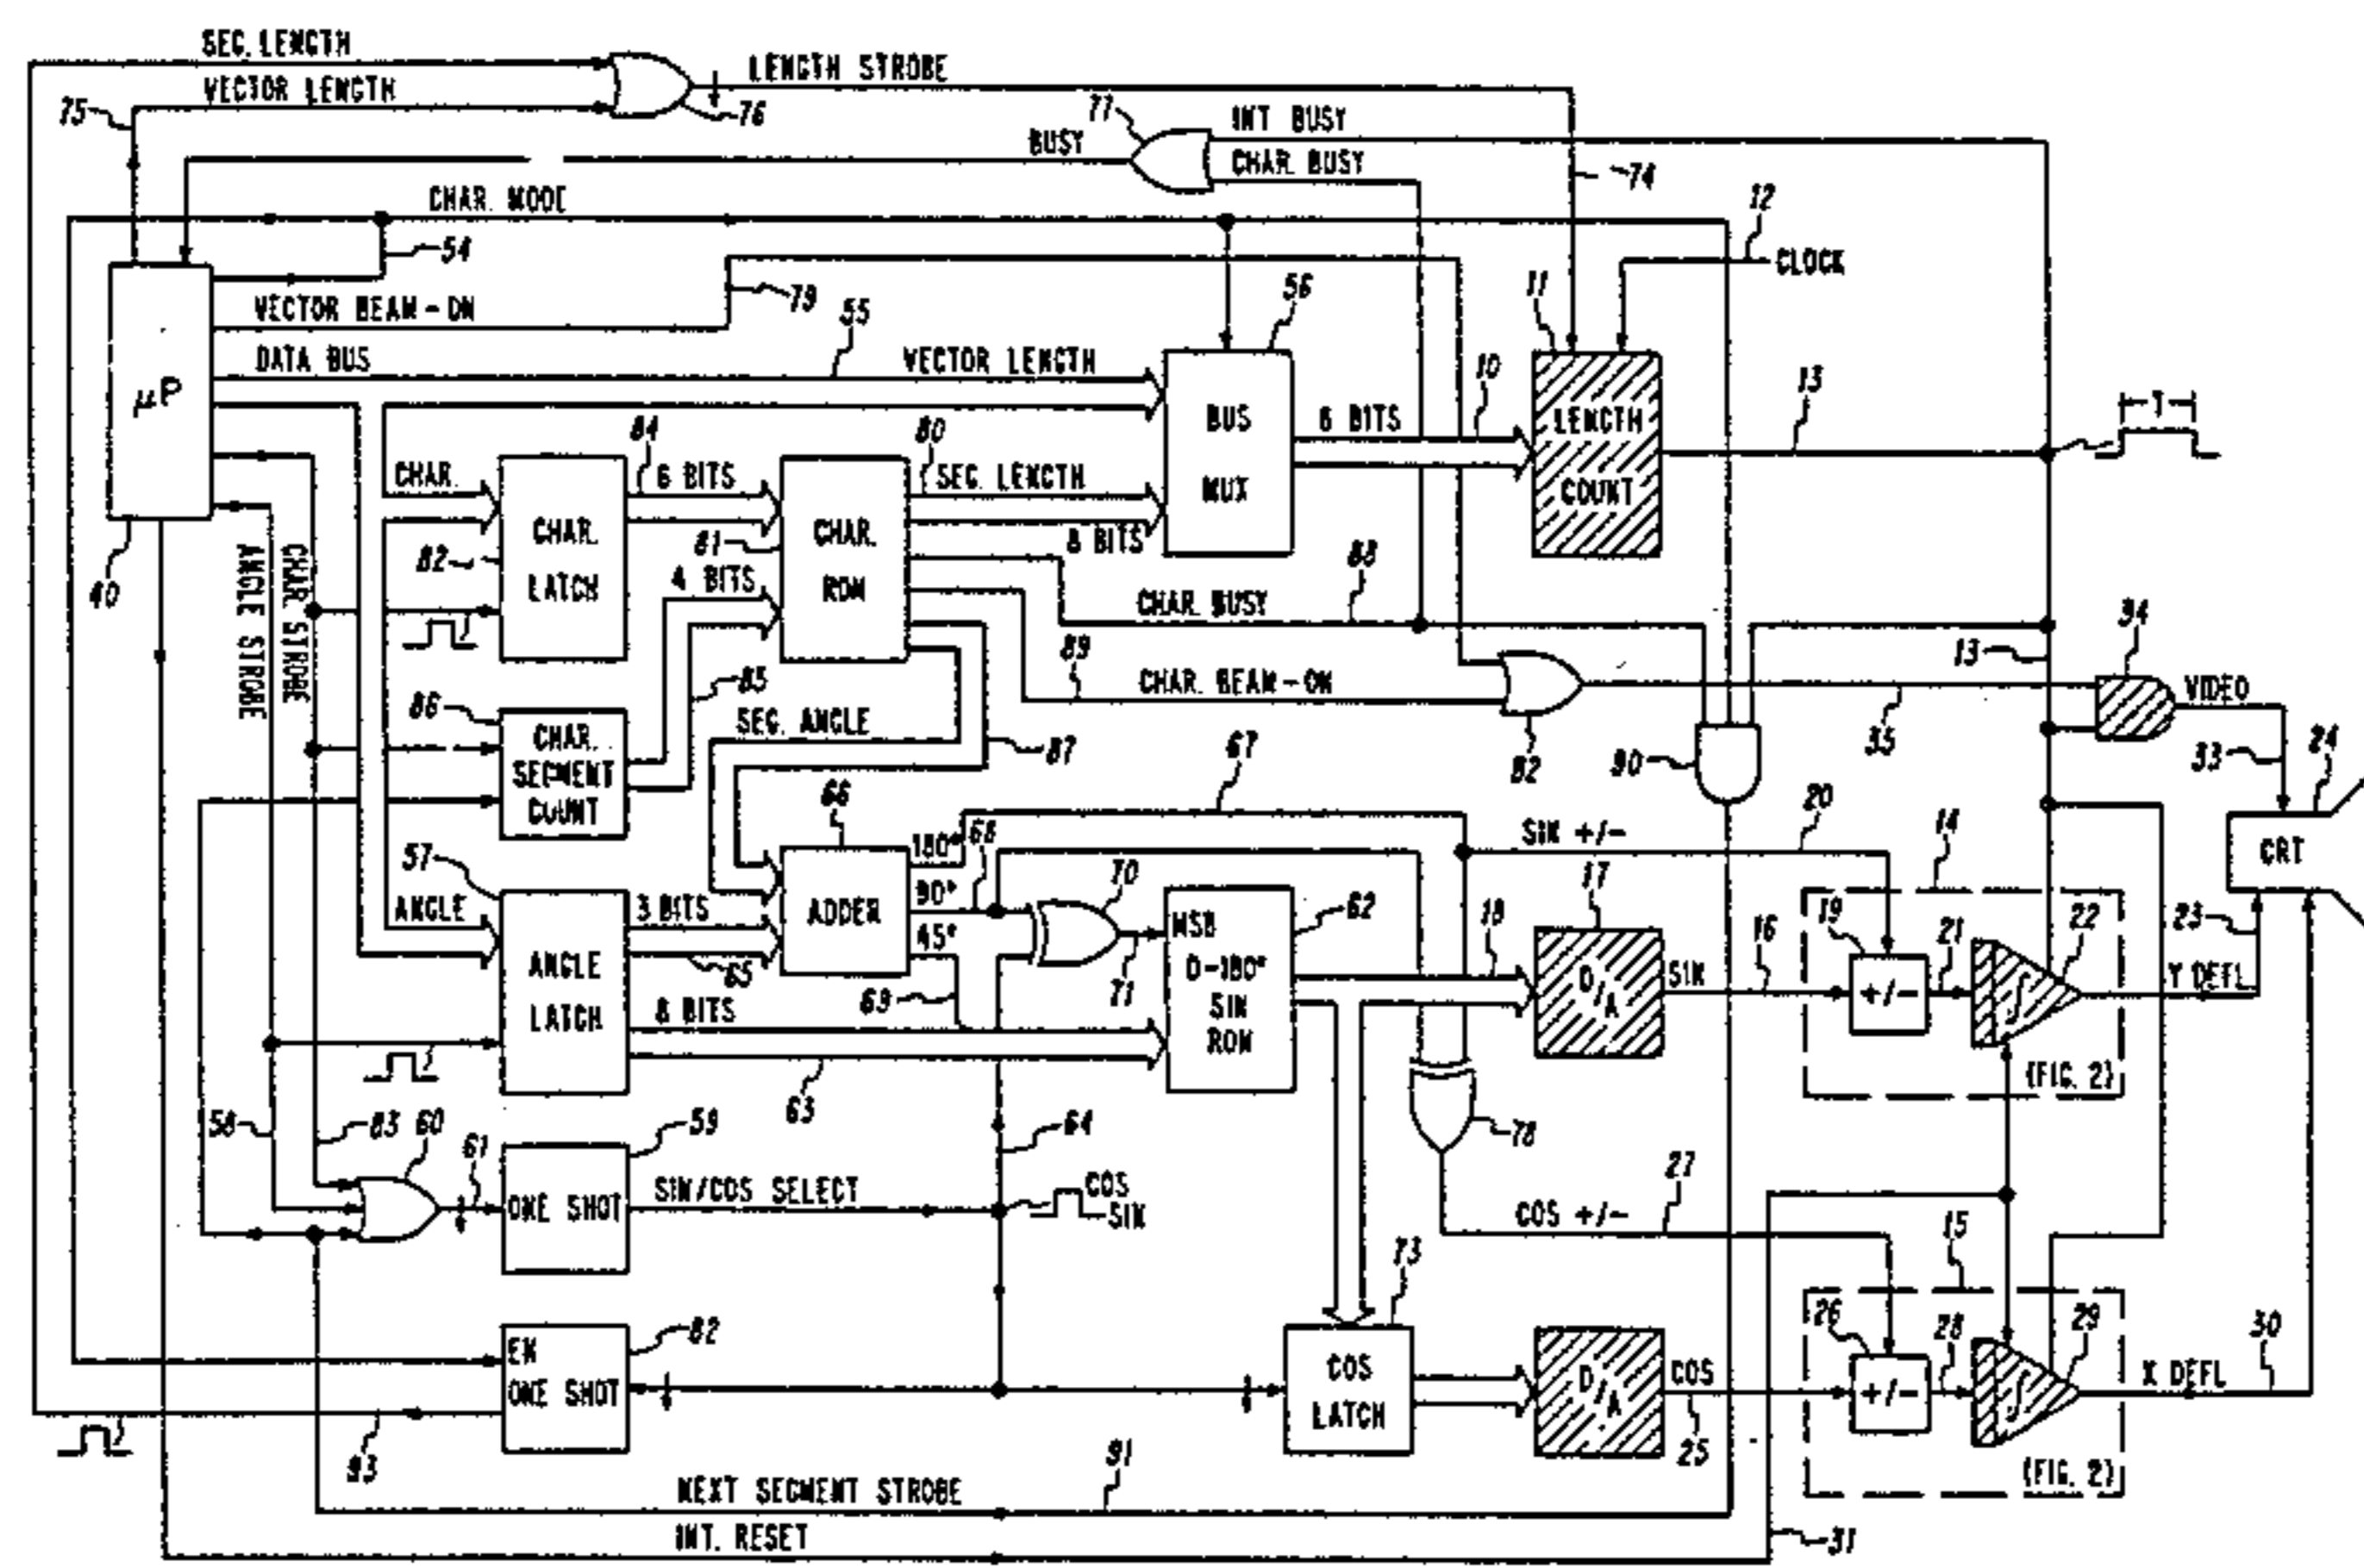 SEG. LENGTH
VECTOR LENGTH
75
76
LENGTH STROBE
77
INT BUSY
BUSY
CHAR. BUSY
74
12
CHAR. MODE
54
CLOCK
VECTOR BEAM-ON
79
55
56
11
DATA BUS
VECTOR LENGTH
10
13
T
μP
BUS
MUX
6 BITS
LENGTH
COUNT
84
80
CHAR.
6 BITS
SEG. LENGTH
CHAR.
LATCH
CHAR.
ROM
82
81
8 BITS
88
40
4 BITS
CHAR. BUSY
ANGLE STROBE
CHAR. STROBE
94
13
89
85
CHAR. BEAM-ON
VIDEO
86
CHAR.
SEGMENT
COUNT
SEG. ANGLE
87
67
92
35
90
33
24
66
20
57
180°
68
SIN +/-
14
CRT
ANGLE
3 BITS
ADDER
90°
70
17
62
18
45°
MSB
0-180°
SIN
ROM
19
21
22
23
ANGLE
LATCH
65
69
71
D/A
SIN
16
+/-
∫
Y DEFL
8 BITS
(FIG. 2)
63
58
83
60
61
59
64
78
ONE SHOT
SIN/COS SELECT
COS
SIN
27
COS +/-
15
73
82
26
28
29
30
EN
ONE SHOT
COS
LATCH
D/A
COS
+/-
∫
X DEFL
25
93
91
(FIG. 2)
NEXT SEGMENT STROBE
INT. RESET
31